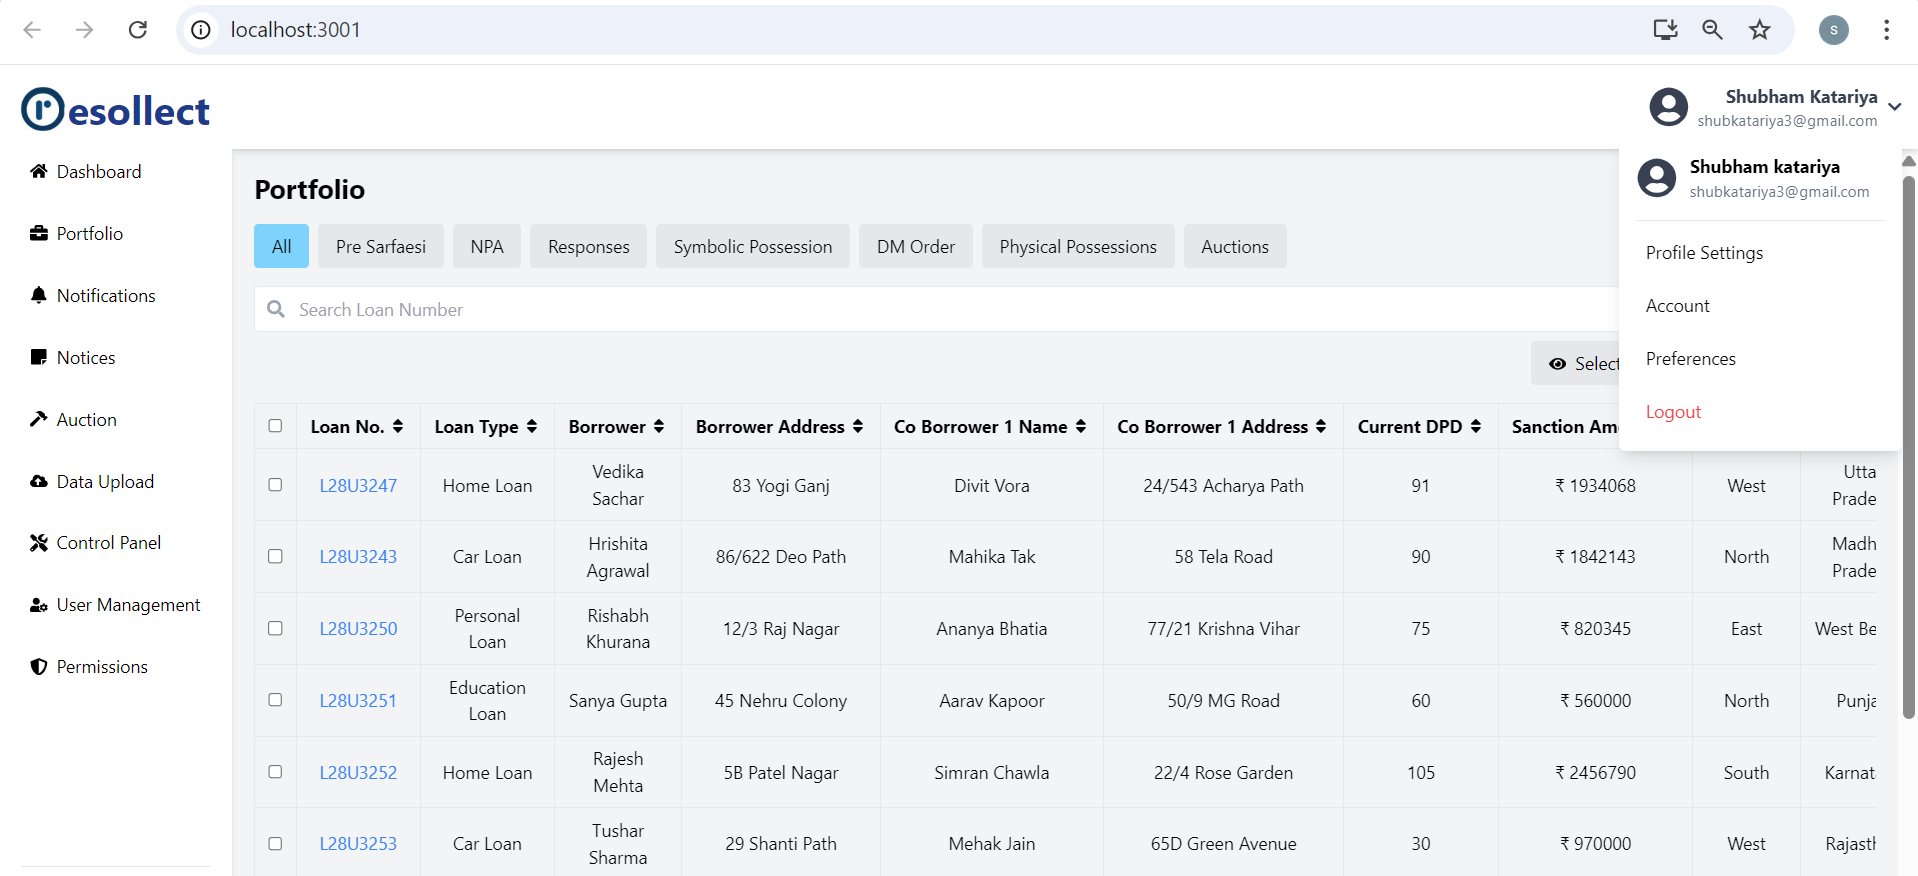 localhost:3001
s
resollect
Shubham Katariya
shubkatariya3@gmail.com
Dashboard
Portfolio
Notifications
Notices
Auction
Data Upload
Control Panel
User Management
Permissions
Shubham katariya
shubkatariya3@gmail.com
Profile Settings
Account
Preferences
Logout
Portfolio
All Pre Sarfaesi NPA Responses Symbolic Possession DM Order Physical Possessions Auctions
Search Loan Number
Select
Loan No. Loan Type Borrower Borrower Address Co Borrower 1 Name Co Borrower 1 Address Current DPD Sanction Am
L28U3247 Home Loan Vedika Sachar 83 Yogi Ganj Divit Vora 24/543 Acharya Path 91 ₹ 1934068 West Utta Prade
L28U3243 Car Loan Hrishita Agrawal 86/622 Deo Path Mahika Tak 58 Tela Road 90 ₹ 1842143 North Madh Prade
L28U3250 Personal Loan Rishabh Khurana 12/3 Raj Nagar Ananya Bhatia 77/21 Krishna Vihar 75 ₹ 820345 East West Be
L28U3251 Education Loan Sanya Gupta 45 Nehru Colony Aarav Kapoor 50/9 MG Road 60 ₹ 560000 North Punja
L28U3252 Home Loan Rajesh Mehta 5B Patel Nagar Simran Chawla 22/4 Rose Garden 105 ₹ 2456790 South Karnat
L28U3253 Car Loan Tushar Sharma 29 Shanti Path Mehak Jain 65D Green Avenue 30 ₹ 970000 West Rajast